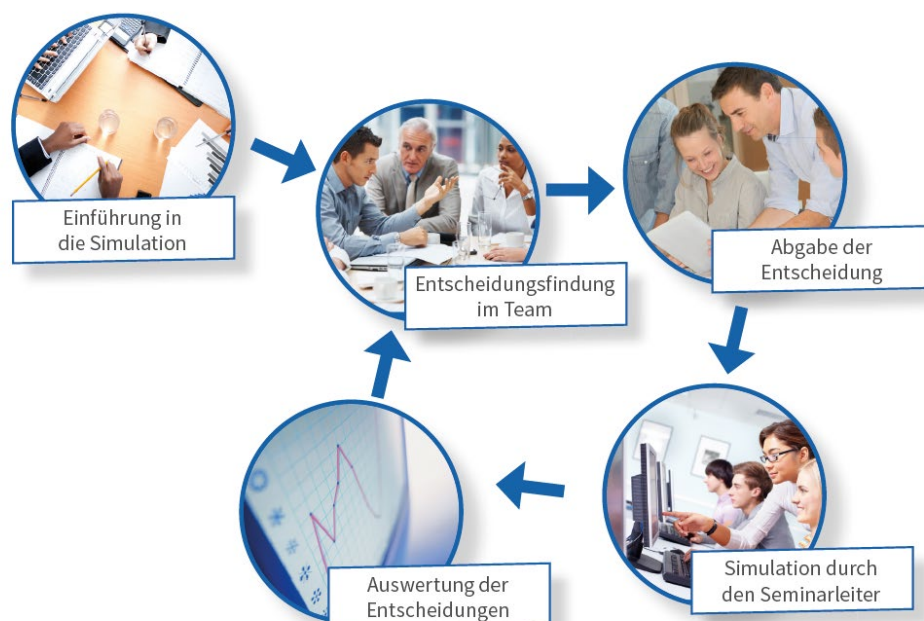 Einführung in
die Simulation
Entscheidungsfindung
im Team
Abgabe der
Entscheidung
Simulation durch
den Seminarleiter
Auswertung der
Entscheidungen